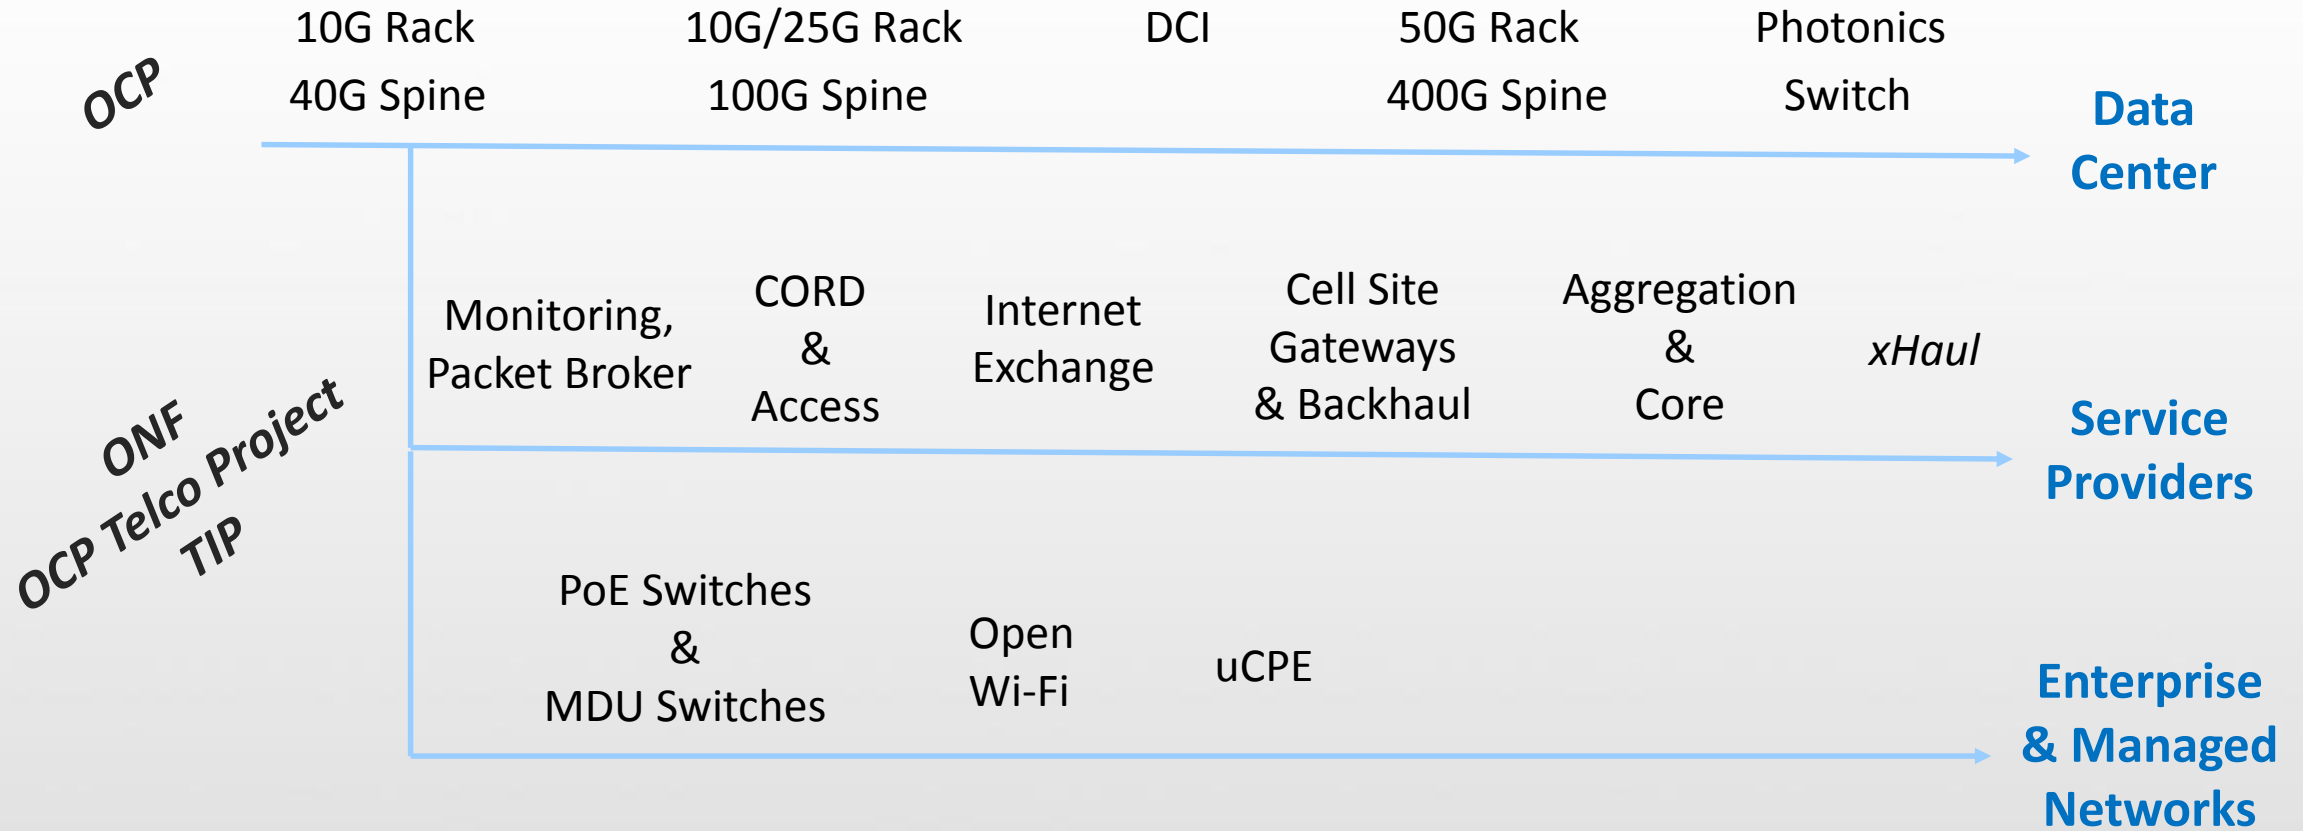 OCP
10G Rack
40G Spine
10G/25G Rack
100G Spine
DCI
50G Rack
400G Spine
Photonics
Switch
Data
Center
ONF
OCP Telco Project
TIP
Monitoring,
Packet Broker
CORD
&
Access
Internet
Exchange
Cell Site
Gateways
& Backhaul
Aggregation
&
Core
xHaul
Service
Providers
PoE Switches
&
MDU Switches
Open
Wi-Fi
uCPE
Enterprise
& Managed
Networks